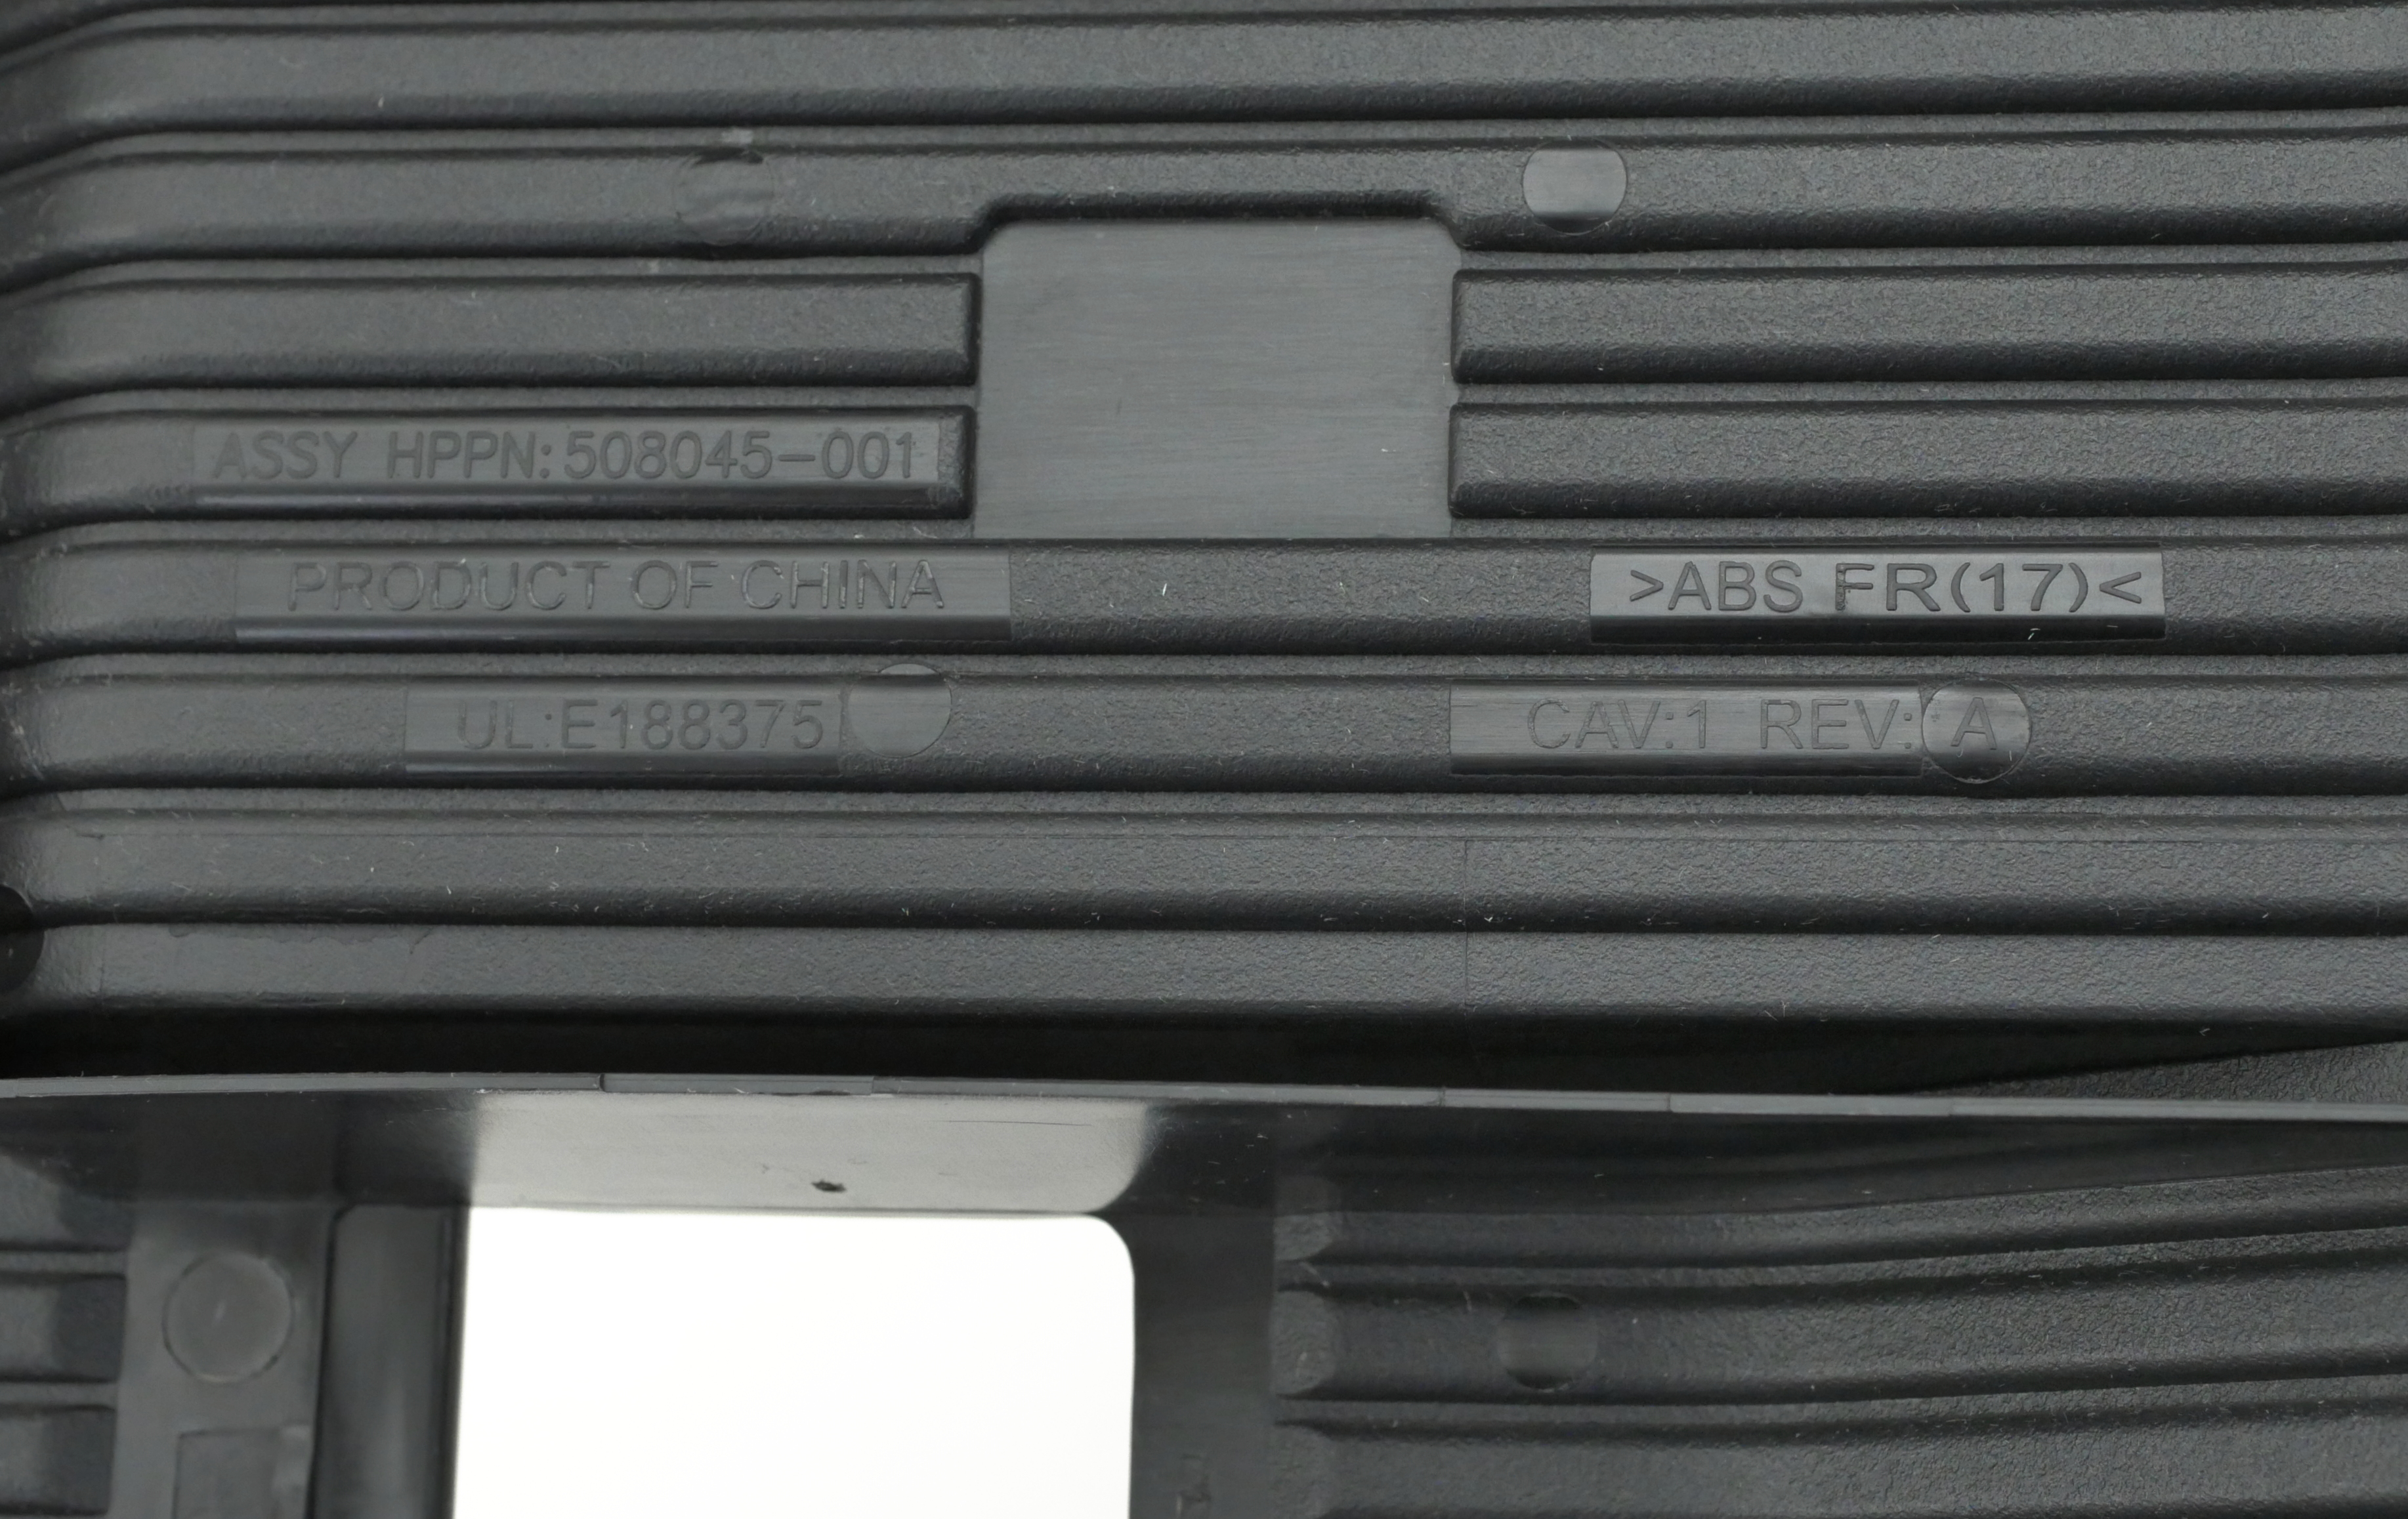 ASSY HPPN:508045-001
PRODUCT OF CHINA
>ABS FR(17)<
UL:E188375
CAV:1 REV:A